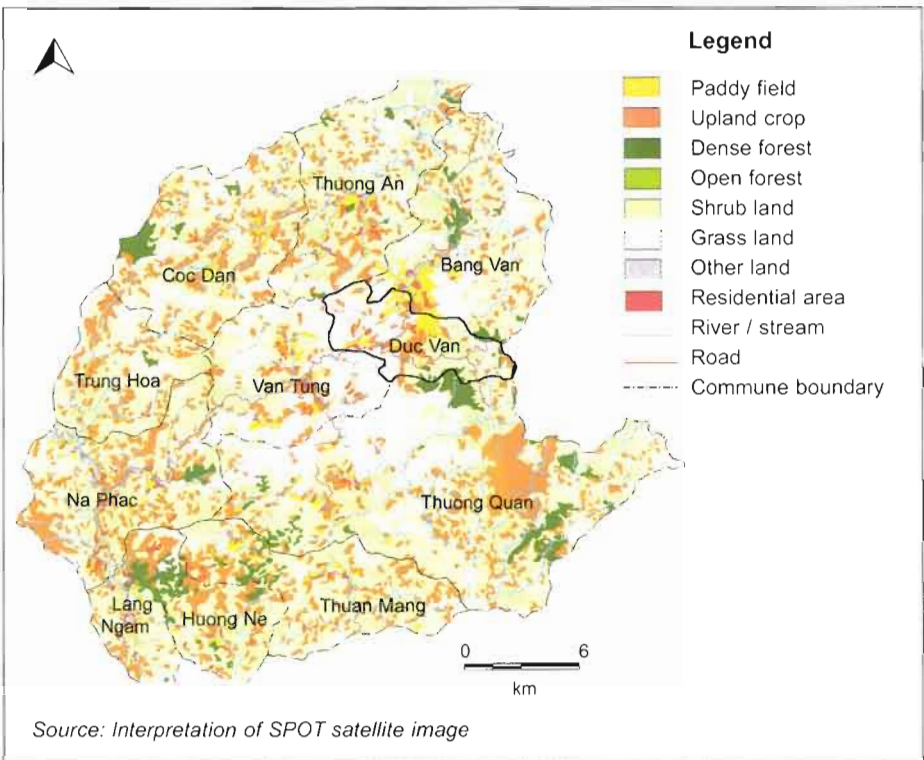 Legend
Paddy field
Upland crop
Dense forest
Open forest
Shrub land
Grass land
Other land
Residential area
River / stream
Road
Commune boundary
Thuong An
Bang Van
Coc Dan
Duc Van
Trung Hoa
Van Tung
Na Phac
Thuong Quan
Lang
Ngam
Huong Ne
Thuan Mang
0 6
km
Source: Interpretation of SPOT satellite image